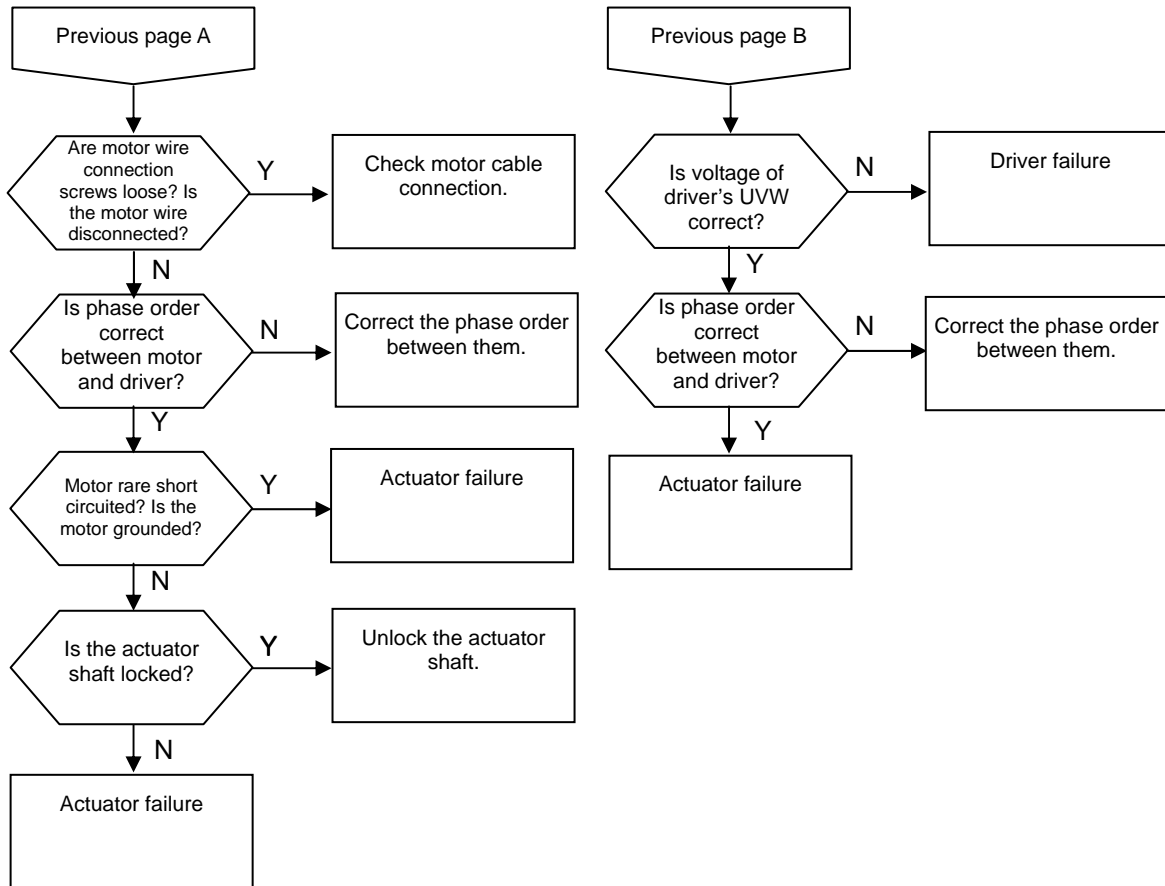 Previous page A
Are motor wire
connection
screws loose? Is
the motor wire
disconnected?
Y
Check motor cable
connection.
N
Is phase order
correct
between motor
and driver?
N
Correct the phase order
between them.
Y
Motor rare short
circuited? Is the
motor grounded?
Y
Actuator failure
N
Is the actuator
shaft locked?
Y
Unlock the actuator
shaft.
N
Actuator failure
Previous page B
Is voltage of
driver's UVW
correct?
N
Driver failure
Y
Is phase order
correct
between motor
and driver?
N
Correct the phase order
between them.
Y
Actuator failure